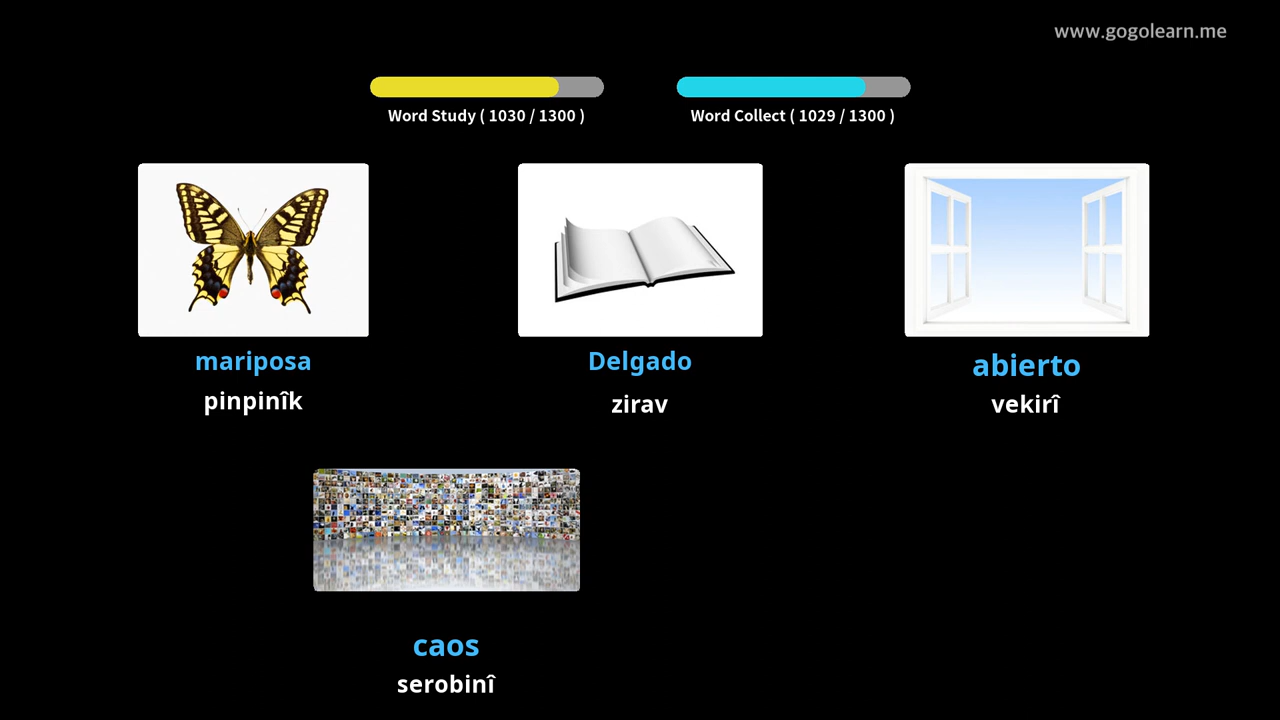 www.gogolearn.me
Word Study ( 1030 / 1300 )
Word Collect ( 1029 / 1300 )
mariposa
pinpinîk
Delgado
zirav
abierto
vekirî
caos
serobinî